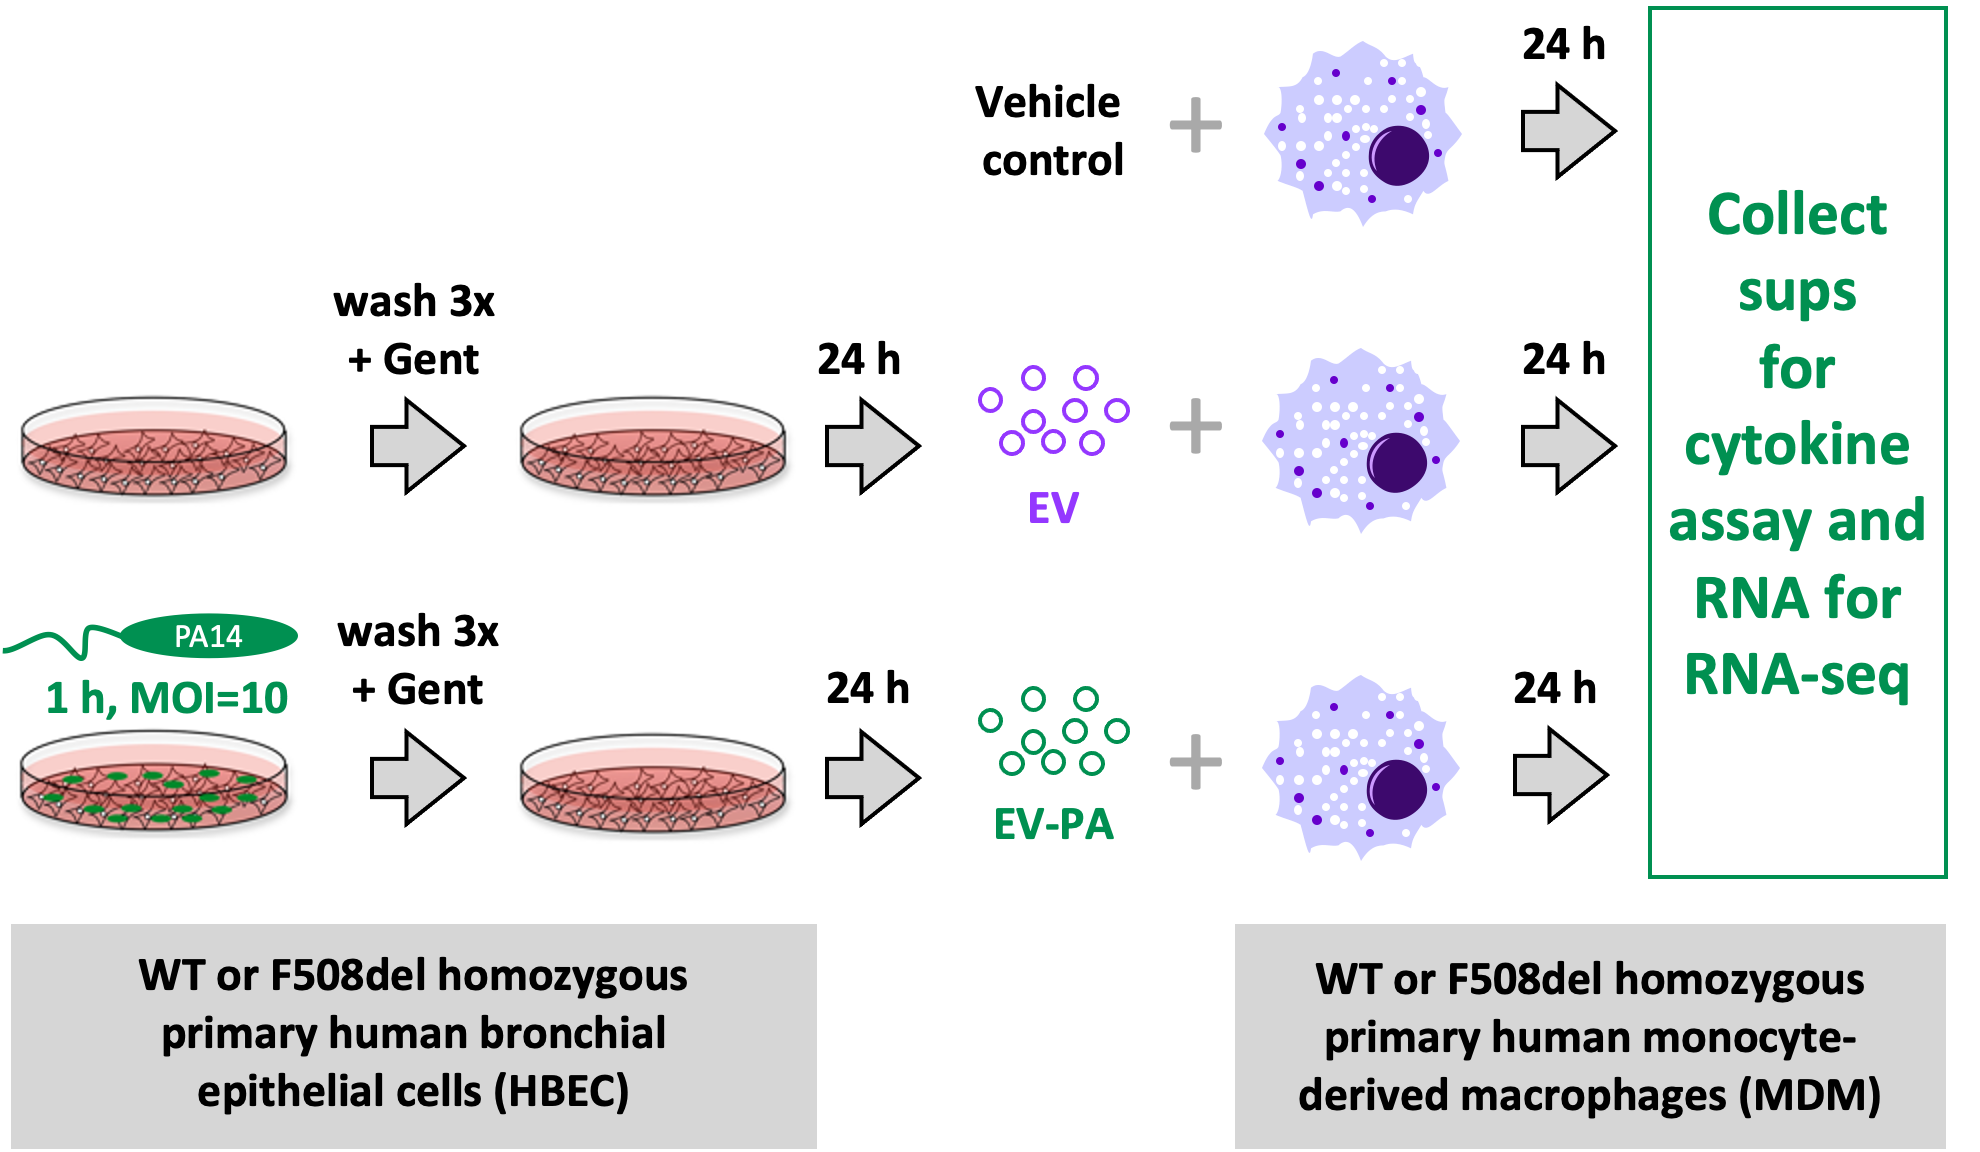 Vehicle
control
24 h
wash 3x
+ Gent
24 h
EV
24 h
PA14
1 h, MOI=10
wash 3x
+ Gent
24 h
EV-PA
24 h
Collect
sups
for
cytokine
assay and
RNA for
RNA-seq
WT or F508del homozygous
primary human bronchial
epithelial cells (HBEC)
WT or F508del homozygous
primary human monocyte-
derived macrophages (MDM)